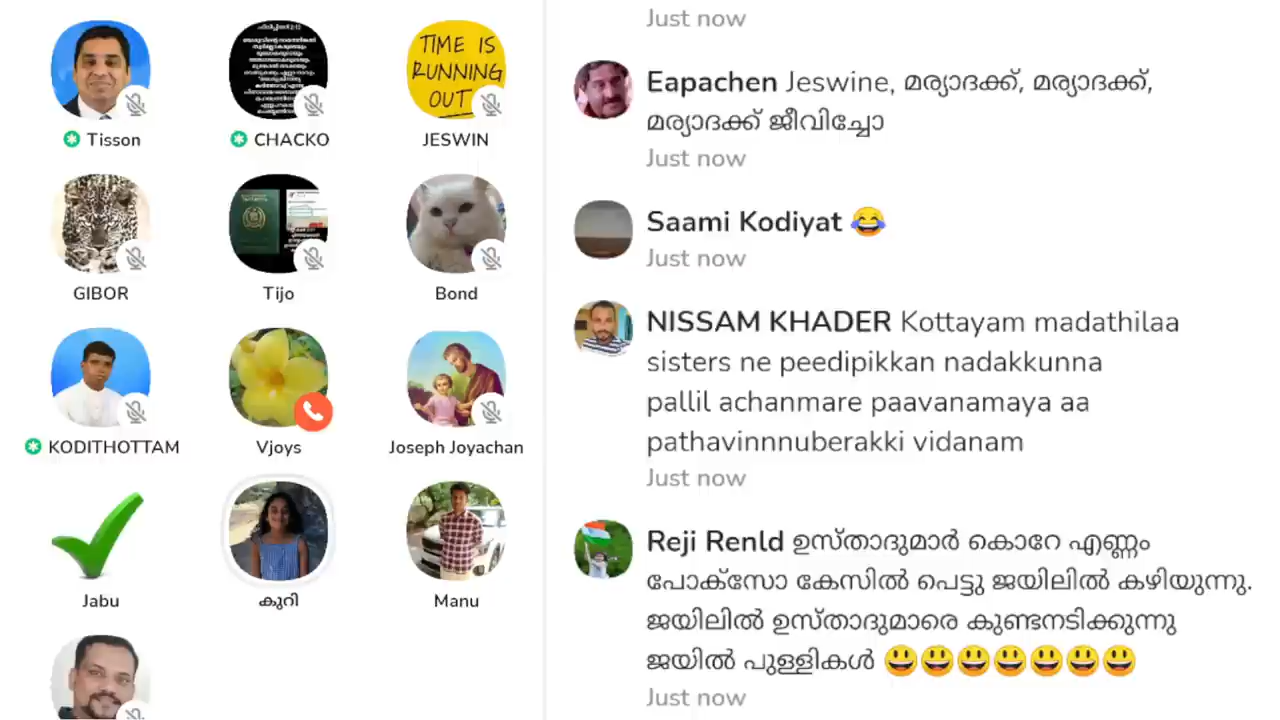 TIME IS
RUNNING
OUT
Tisson
CHACKO
JESWIN
GIBOR
Tijo
Bond
KODITHOTTAM
Vjoys
Joseph Joyachan
Jabu
കുറി
Manu
Just now
Eapachen Jeswine, മര്യാദക്ക്, മര്യാദക്ക്,
മര്യാദക്ക് ജീവിച്ചോ
Just now
Saami Kodiyat 😂
Just now
NISSAM KHADER Kottayam madathilaa
sisters ne peedipikkan nadakkunna
pallil achanmare paavanamaya aa
pathavinnnuberakki vidanam
Just now
Reji Renld ഉസ്താദുമാർ കൊറേ എണ്ണം
പോക്സോ കേസിൽ പെട്ടു ജയിലിൽ കഴിയുന്നു.
ജയിലിൽ ഉസ്താദുമാരെ കുണ്ടനടിക്കുന്നു
ജയിൽ പുള്ളികൾ 😃😃😃😃😃😃😃
Just now